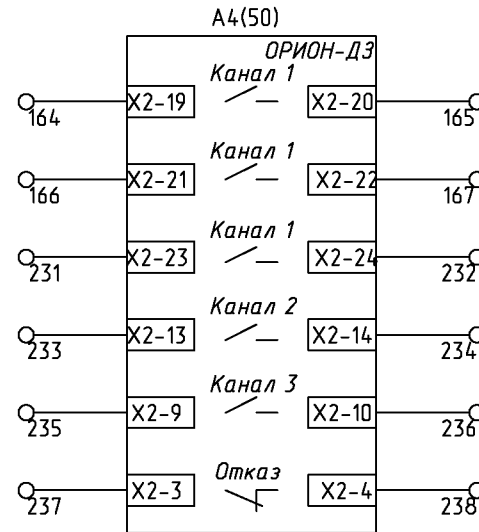 A4(50)
ОРИОН-ДЗ
Канал 1
X2-19 X2-20
164 165
Канал 1
X2-21 X2-22
166 167
Канал 1
X2-23 X2-24
231 232
Канал 2
X2-13 X2-14
233 234
Канал 3
X2-9 X2-10
235 236
Отказ
X2-3 X2-4
237 238